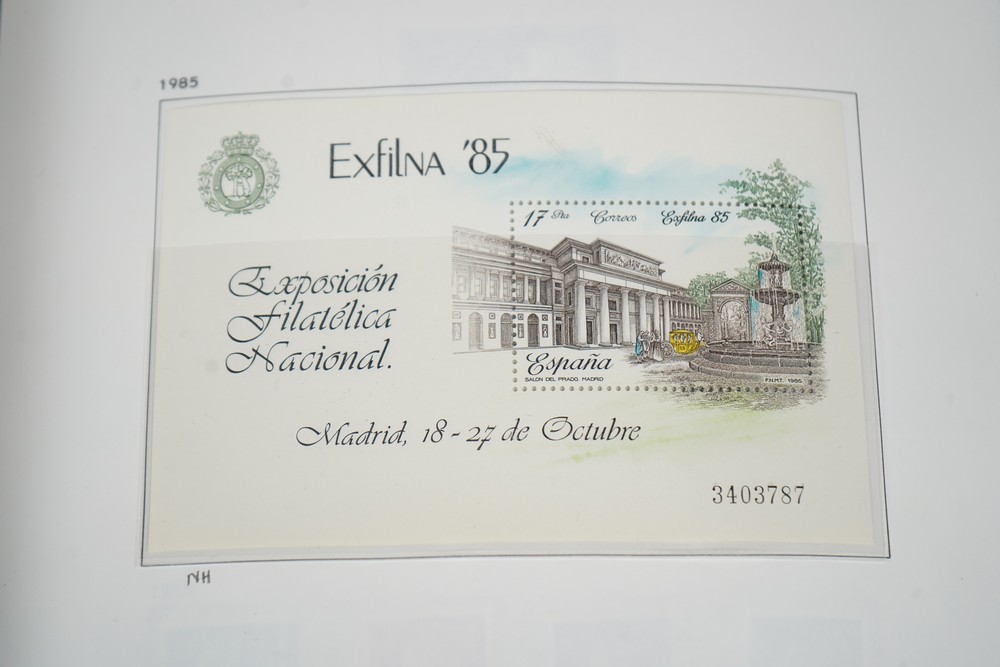 1985
Exfilna '85
17 Pta Correos Exfilna 85
Exposición
Filatélica
Nacional.
España
SALON DEL PRADO. MADRID
F.N.M.T. 1985
Madrid, 18-27 de Octubre
3403787
NH